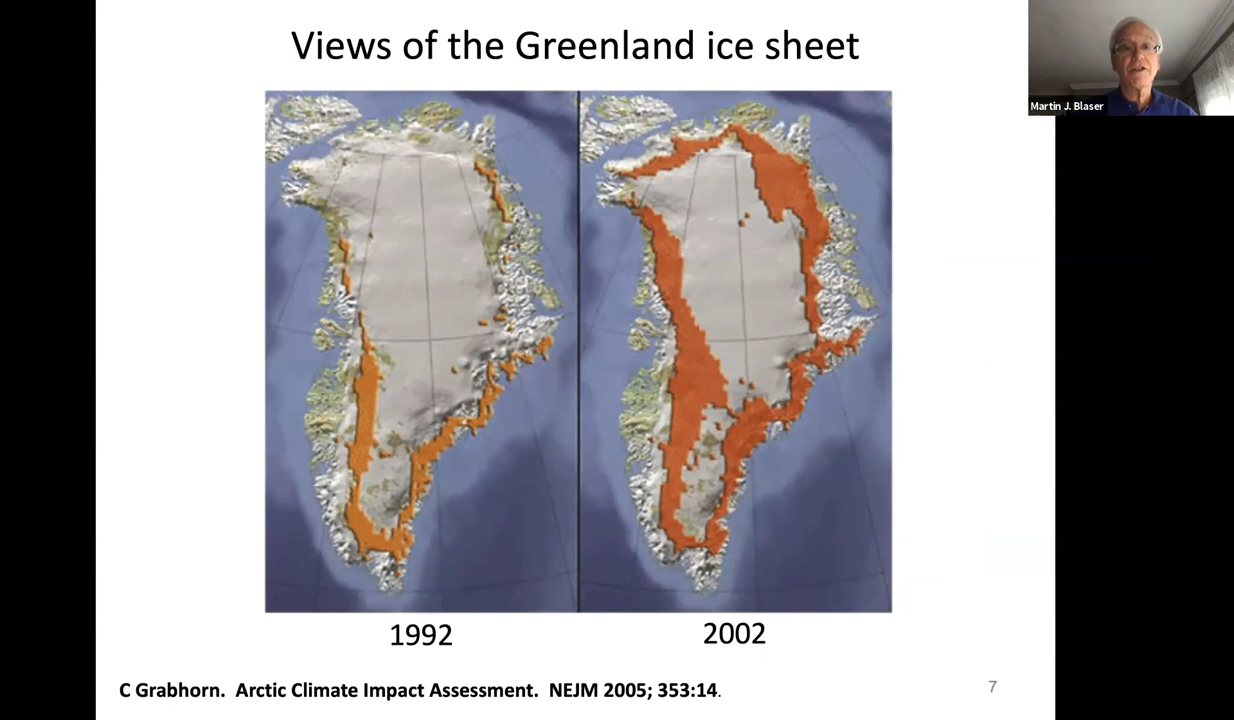 Views of the Greenland ice sheet
Martin J. Blaser
1992
2002
C Grabhorn. Arctic Climate Impact Assessment. NEJM 2005; 353:14.
7